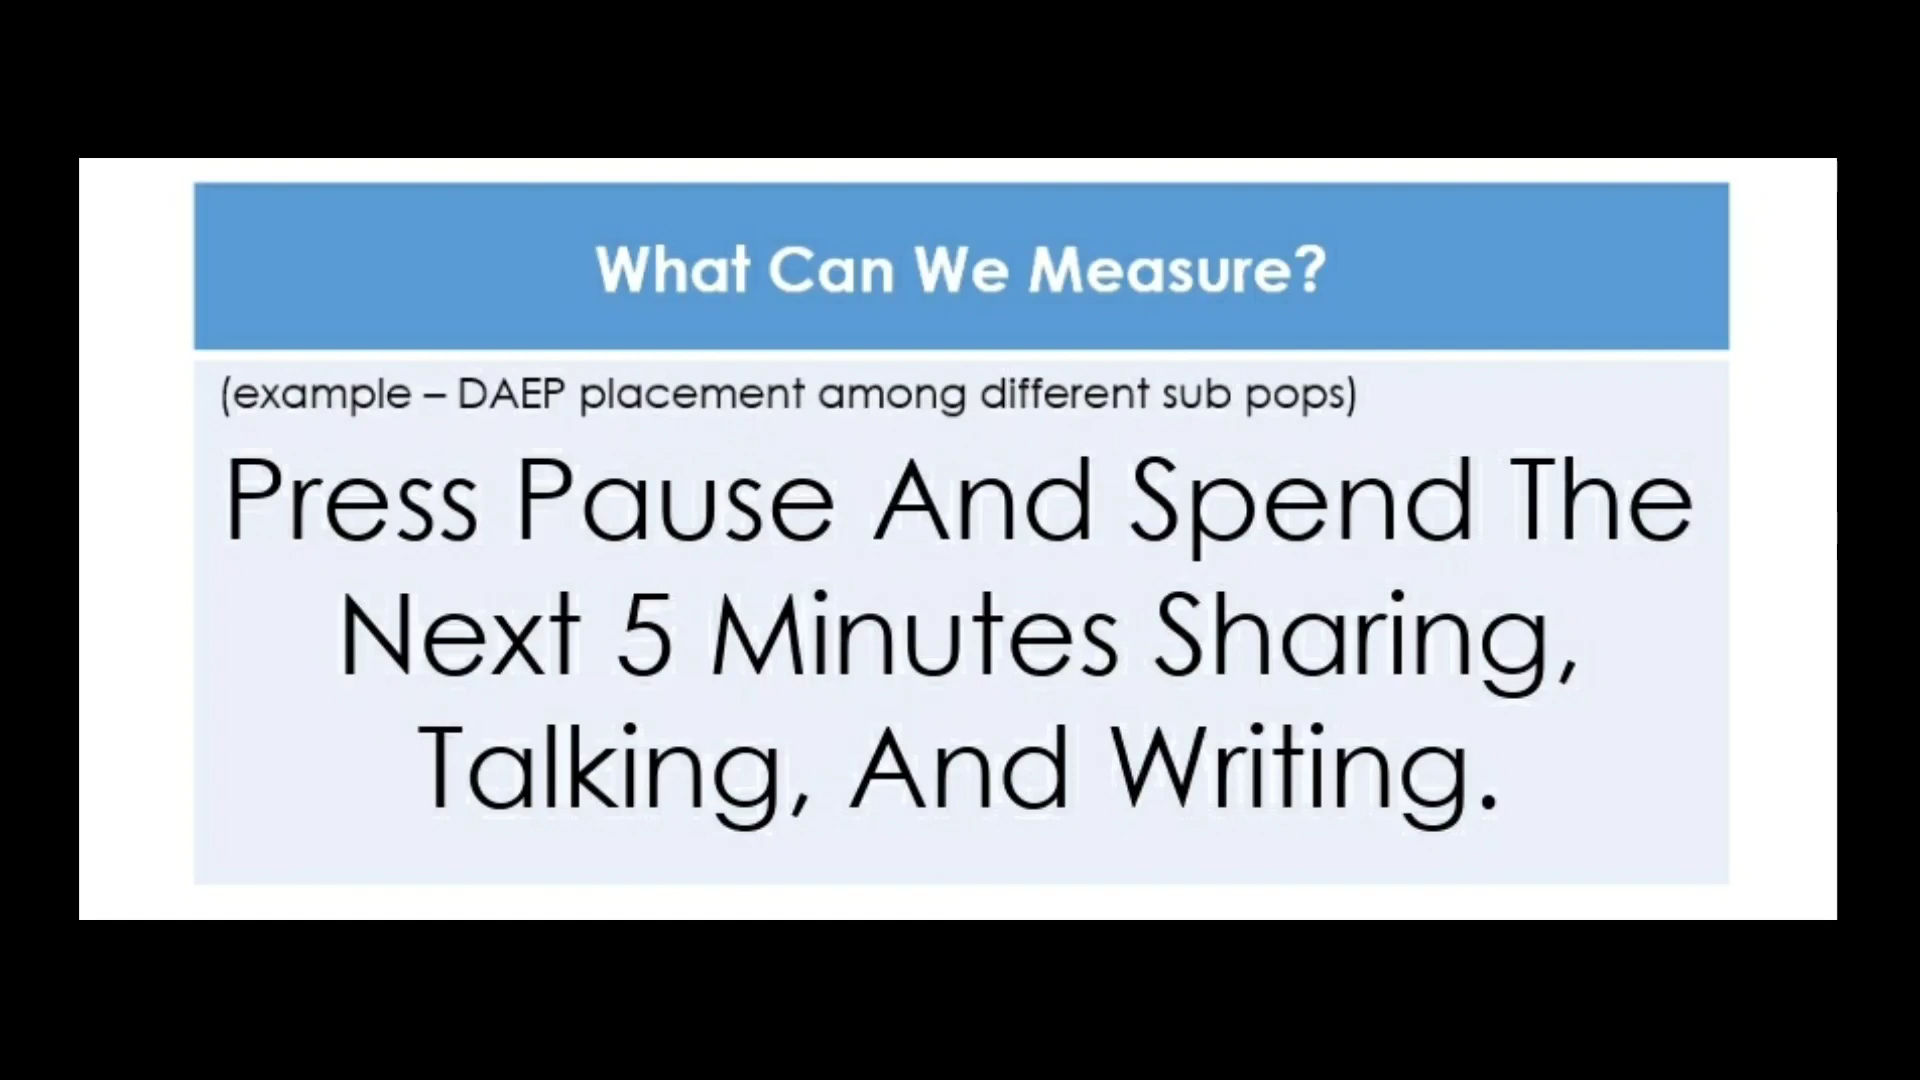 What Can We Measure?
(example – DAEP placement among different sub pops)
Press Pause And Spend The
Next 5 Minutes Sharing,
Talking, And Writing.